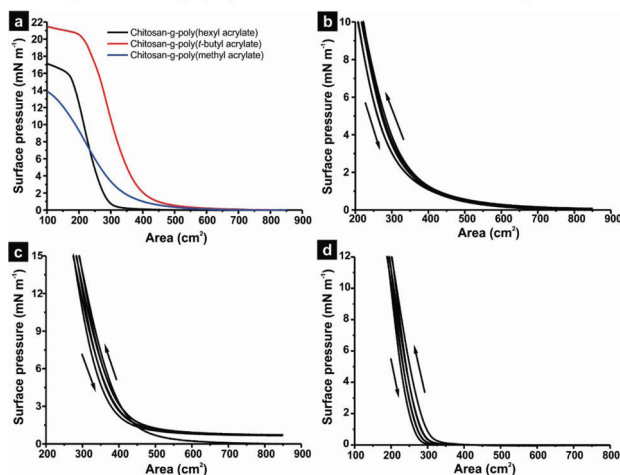 a
Chitosan-g-poly(hexyl acrylate)
Chitosan-g-poly(t-butyl acrylate)
Chitosan-g-poly(methyl acrylate)
Surface pressure (mN m⁻¹)
22
20
18
16
14
12
10
8
6
4
2
0
100 200 300 400 500 600 700 800 900
Area (cm²)
b
Surface pressure (mN m⁻¹)
10
8
6
4
2
0
200 300 400 500 600 700 800 900
Area (cm²)
c
Surface pressure (mN m⁻¹)
15
12
9
6
3
0
200 300 400 500 600 700 800 900
Area (cm²)
d
Surface pressure (mN m⁻¹)
12
10
8
6
4
2
0
100 200 300 400 500 600 700 800
Area (cm²)